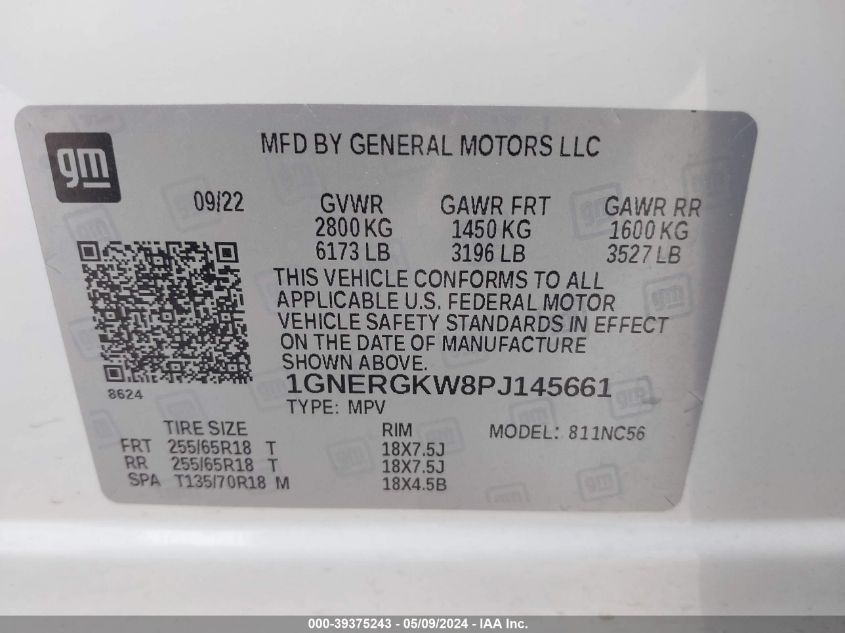 gm
MFD BY GENERAL MOTORS LLC
09/22
GVWR GAWR FRT GAWR RR
2800 KG 1450 KG 1600 KG
6173 LB 3196 LB 3527 LB
THIS VEHICLE CONFORMS TO ALL
APPLICABLE U.S. FEDERAL MOTOR
VEHICLE SAFETY STANDARDS IN EFFECT
ON THE DATE OF MANUFACTURE
SHOWN ABOVE.
8624
1GNERGKW8PJ145661
TYPE: MPV
TIRE SIZE RIM MODEL: 811NC56
FRT 255/65R18 T 18X7.5J
RR 255/65R18 T 18X7.5J
SPA T135/70R18 M 18X4.5B
000-39375243 - 05/09/2024 - IAA Inc.